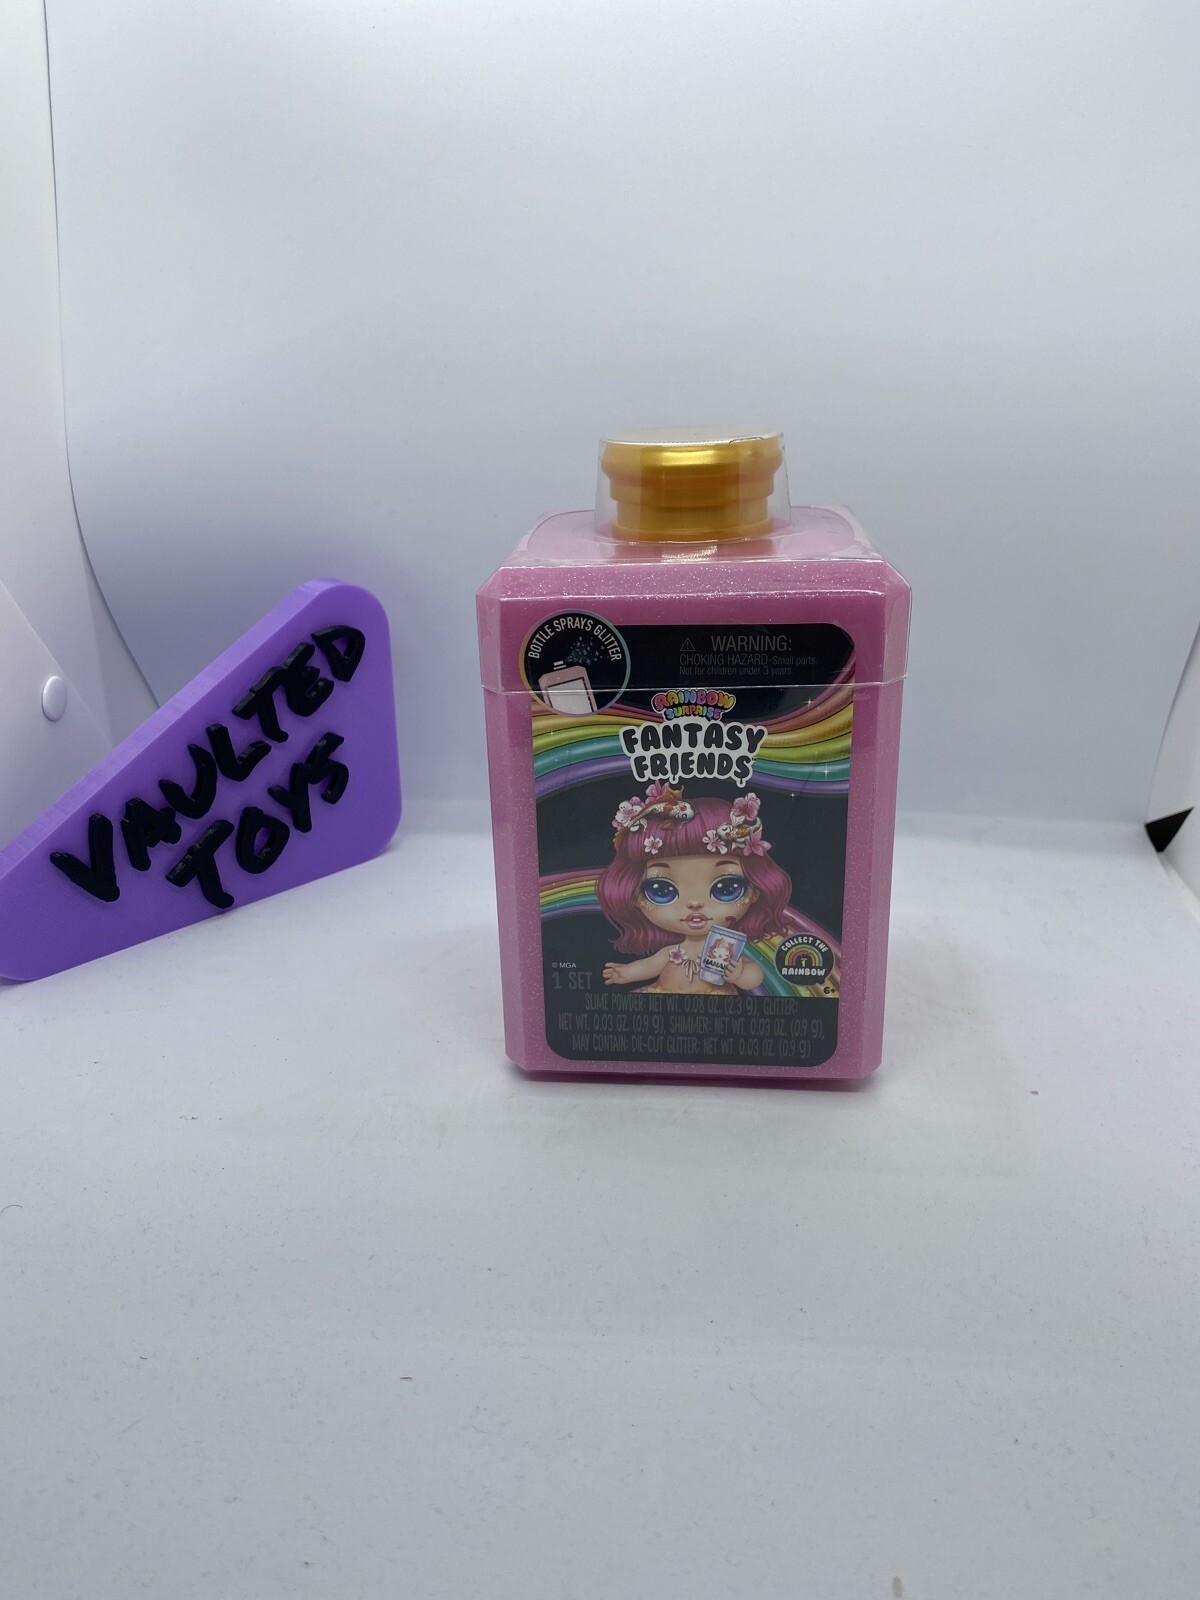 VAULTED
TOYS
BOTTLE SPRAYS GLITTER
⚠ WARNING:
CHOKING HAZARD-Small parts.
Not for children under 3 years.
RAINBOW
SURPRISE
FANTASY
FRIENDS
COLLECT THE
RAINBOW
© MGA
1 SET
6+
SLIME POWDER: NET WT. 0.08 OZ. (2.3 g), GLITTER:
NET WT. 0.03 OZ. (0.9 g), SHIMMER: NET WT. 0.03 OZ. (0.9 g),
MAY CONTAIN: DIE-CUT GLITTER: NET WT. 0.03 OZ. (0.9 g)